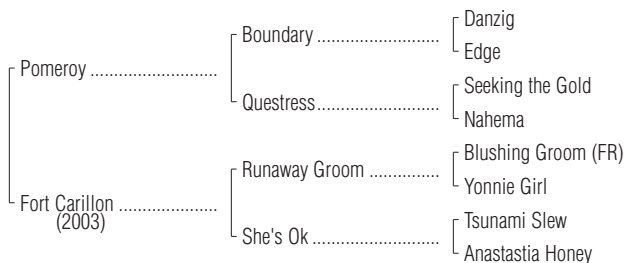 Danzig
Boundary ..........................
Edge
Pomeroy ...........................
Seeking the Gold
Questress..........................
Nahema
Blushing Groom (FR)
Runaway Groom ...............
Yonnie Girl
Fort Carillon .....................
(2003)
Tsunami Slew
She's Ok ...........................
Anastastia Honey